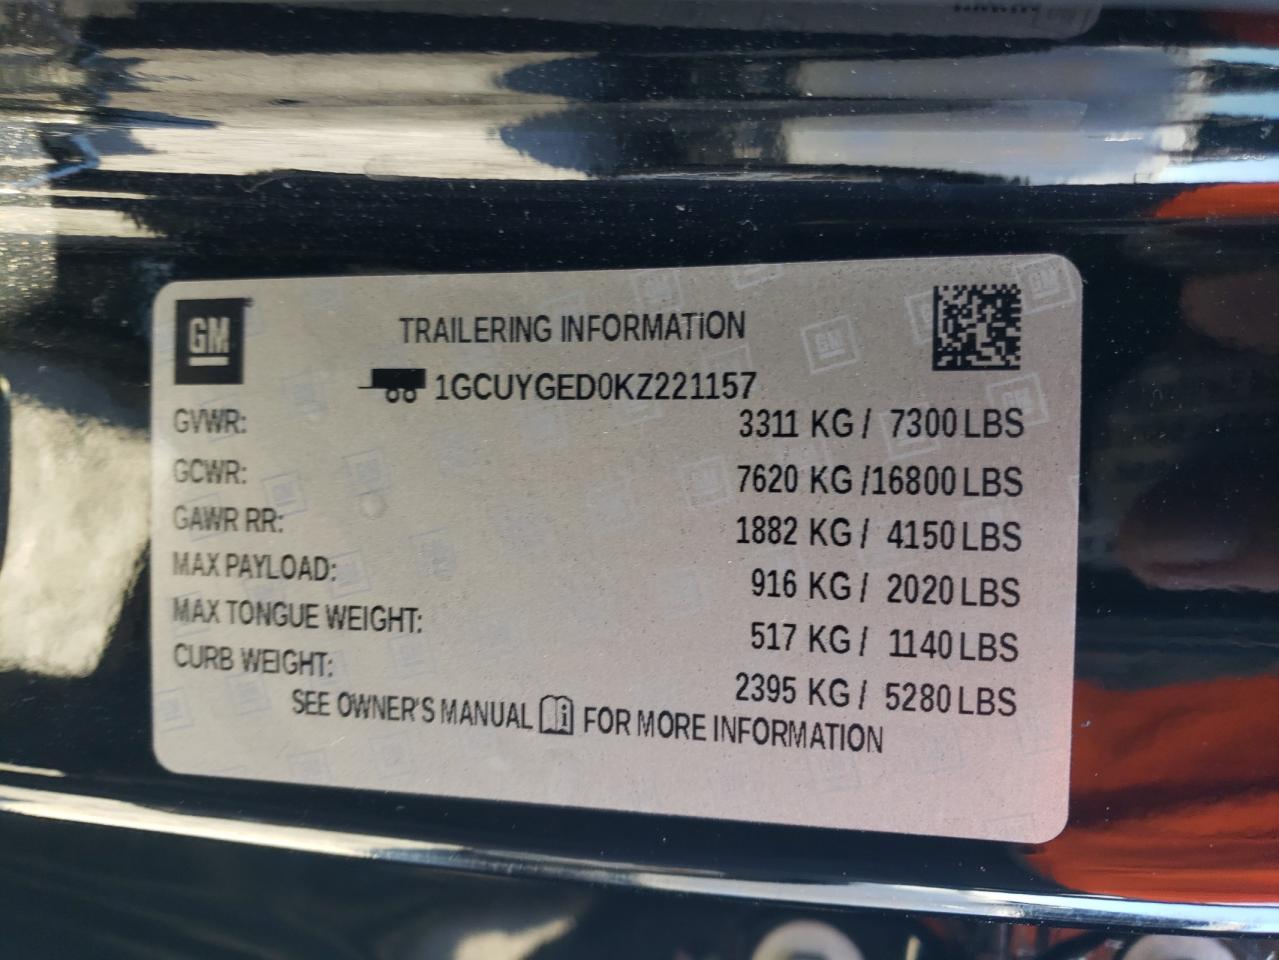 GM
TRAILERING INFORMATiON
1GCUYGED0KZ221157
GVWR: 3311 KG / 7300 LBS
GCWR: 7620 KG /16800 LBS
GAWR RR: 1882 KG / 4150 LBS
MAX PAYLOAD: 916 KG / 2020 LBS
MAX TONGUE WEIGHT: 517 KG / 1140 LBS
CURB WEIGHT: 2395 KG / 5280 LBS
SEE OWNER'S MANUAL i FOR MORE INFORMATION